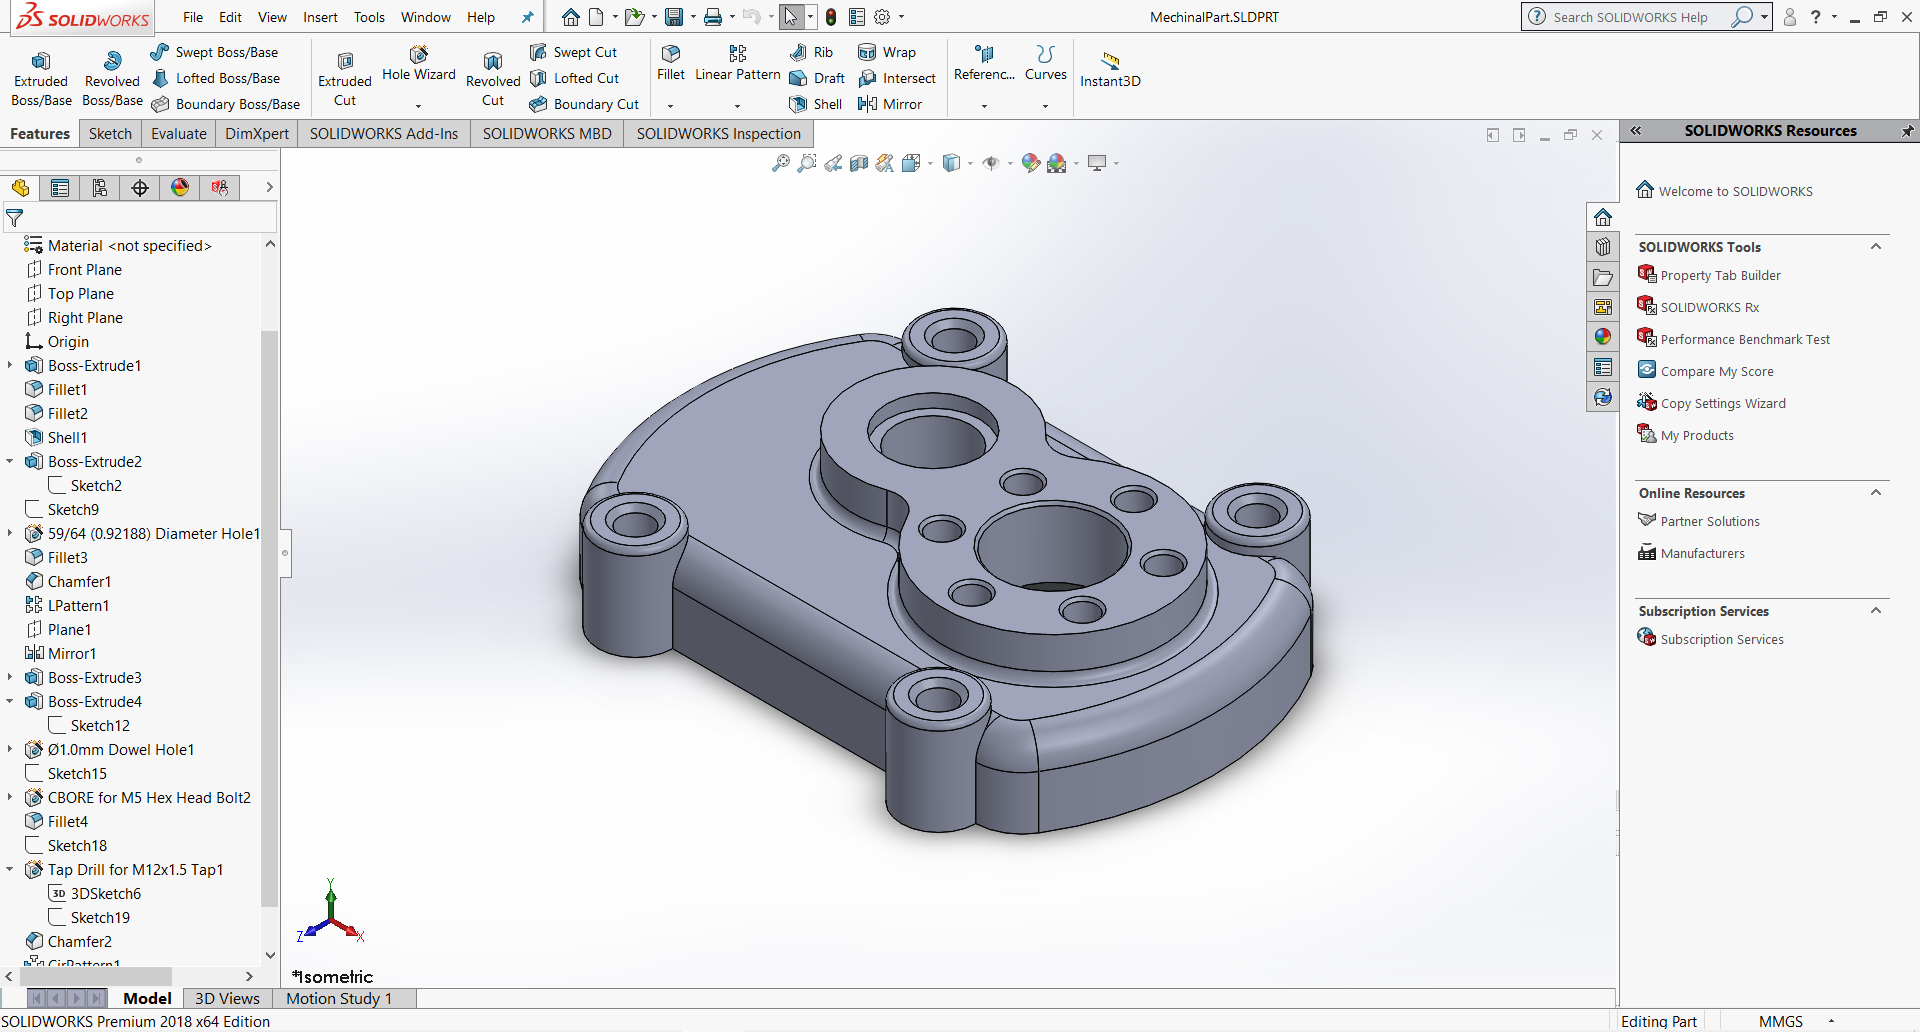 SOLIDWORKS
File Edit View Insert Tools Window Help
MechinalPart.SLDPRT
Search SOLIDWORKS Help
Extruded Boss/Base
Revolved Boss/Base
Swept Boss/Base
Lofted Boss/Base
Boundary Boss/Base
Extruded Cut
Hole Wizard
Revolved Cut
Swept Cut
Lofted Cut
Boundary Cut
Fillet
Linear Pattern
Rib
Draft
Shell
Wrap
Intersect
Mirror
Referenc...
Curves
Instant3D
Features Sketch Evaluate DimXpert SOLIDWORKS Add-Ins SOLIDWORKS MBD SOLIDWORKS Inspection
Material <not specified>
Front Plane
Top Plane
Right Plane
Origin
Boss-Extrude1
Fillet1
Fillet2
Shell1
Boss-Extrude2
Sketch2
Sketch9
59/64 (0.92188) Diameter Hole1
Fillet3
Chamfer1
LPattern1
Plane1
Mirror1
Boss-Extrude3
Boss-Extrude4
Sketch12
Ø1.0mm Dowel Hole1
Sketch15
CBORE for M5 Hex Head Bolt2
Fillet4
Sketch18
Tap Drill for M12x1.5 Tap1
3D 3DSketch6
Sketch19
Chamfer2
CirPattern1
Y
Z
X
*Isometric
Model 3D Views Motion Study 1
SOLIDWORKS Premium 2018 x64 Edition
Editing Part
MMGS
SOLIDWORKS Resources
Welcome to SOLIDWORKS
SOLIDWORKS Tools
Property Tab Builder
SOLIDWORKS Rx
Performance Benchmark Test
Compare My Score
Copy Settings Wizard
My Products
Online Resources
Partner Solutions
Manufacturers
Subscription Services
Subscription Services